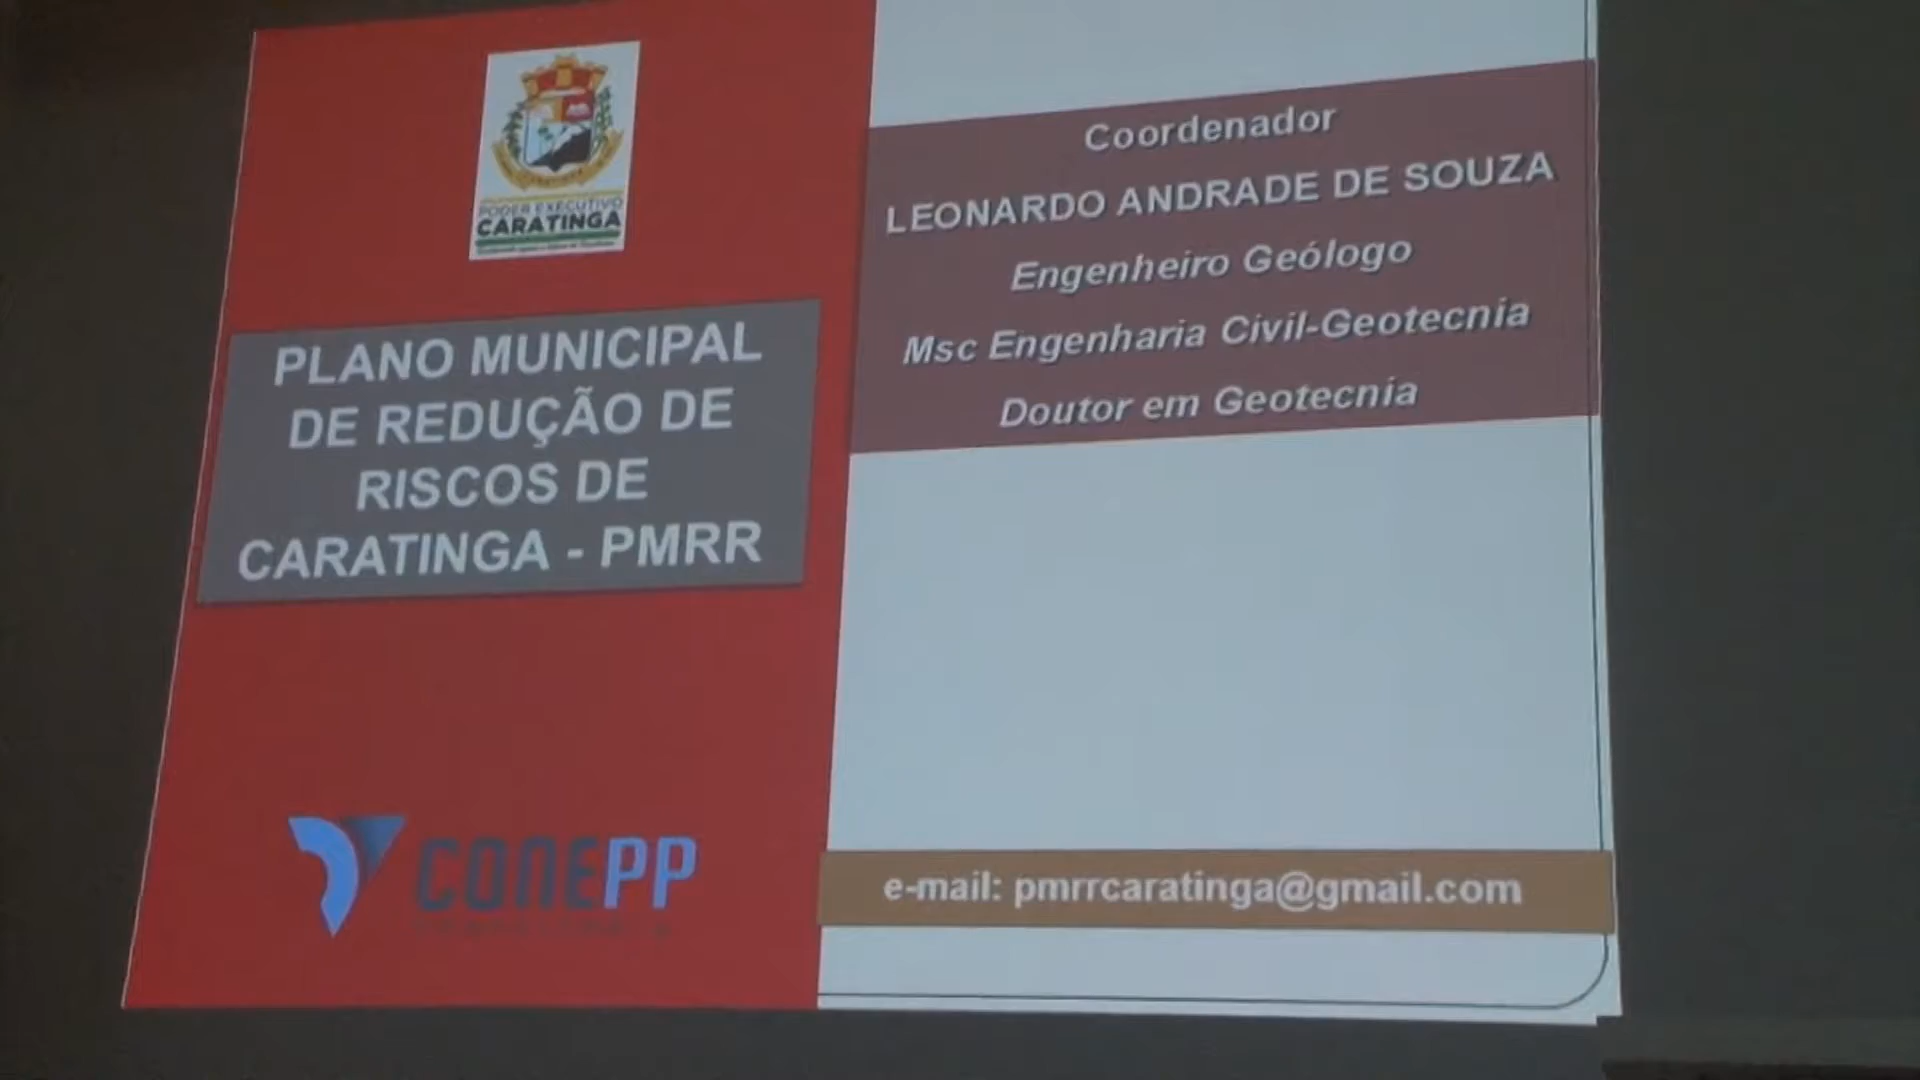 PODER EXECUTIVO
CARATINGA
PLANO MUNICIPAL
DE REDUÇÃO DE
RISCOS DE
CARATINGA - PMRR
CONEPP
Coordenador
LEONARDO ANDRADE DE SOUZA
Engenheiro Geólogo
Msc Engenharia Civil-Geotecnia
Doutor em Geotecnia
e-mail: pmrrcaratinga@gmail.com